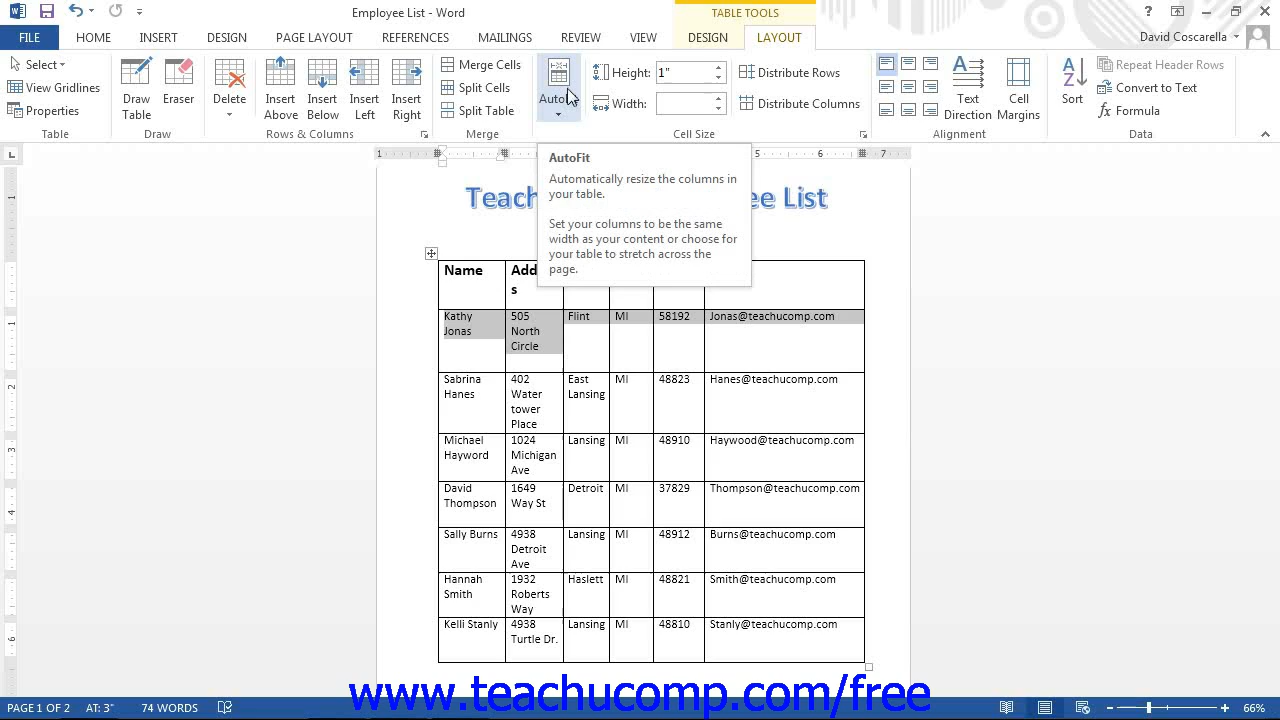 Employee List - Word
TABLE TOOLS
FILE HOME INSERT DESIGN PAGE LAYOUT REFERENCES MAILINGS REVIEW VIEW DESIGN LAYOUT David Coscarella
Select
View Gridlines
Properties
Table
Draw Table
Eraser
Draw
Delete
Insert Above
Insert Below
Insert Left
Insert Right
Rows & Columns
Merge Cells
Split Cells
Split Table
Merge
Height: 1"
Width:
Distribute Rows
Distribute Columns
Cell Size
Text Direction
Cell Margins
Alignment
Sort
Repeat Header Rows
Convert to Text
Formula
Data
AutoFit
Automatically resize the columns in
your table.
Set your columns to be the same
width as your content or choose for
your table to stretch across the
page.
1 5 6 7
Teach ee List
Name Add
s
Kathy Jonas 505 North Circle Flint MI 58192 Jonas@teachucomp.com
Sabrina Hanes 402 Water tower Place East Lansing MI 48823 Hanes@teachucomp.com
Michael Hayword 1024 Michigan Ave Lansing MI 48910 Haywood@teachucomp.com
David Thompson 1649 Way St Detroit MI 37829 Thompson@teachucomp.com
Sally Burns 4938 Detroit Ave Lansing MI 48912 Burns@teachucomp.com
Hannah Smith 1932 Roberts Way Haslett MI 48821 Smith@teachucomp.com
Kelli Stanly 4938 Turtle Dr. Lansing MI 48810 Stanly@teachucomp.com
www.teachucomp.com/free
PAGE 1 OF 2 AT: 3" 74 WORDS 66%